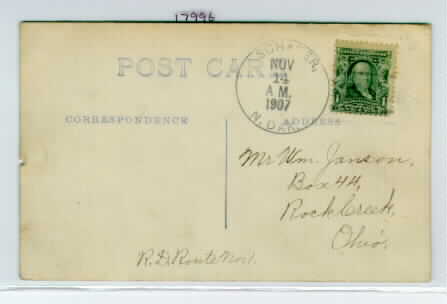 17996
POST CARD
SCHAFER,
NOV
14
A M.
1907
N. DAK.
CORRESPONDENCE
ADDRESS
Mr Wm. Janson,
Box 44,
Rock Creek,
Ohio.
R.D. Route No 1.